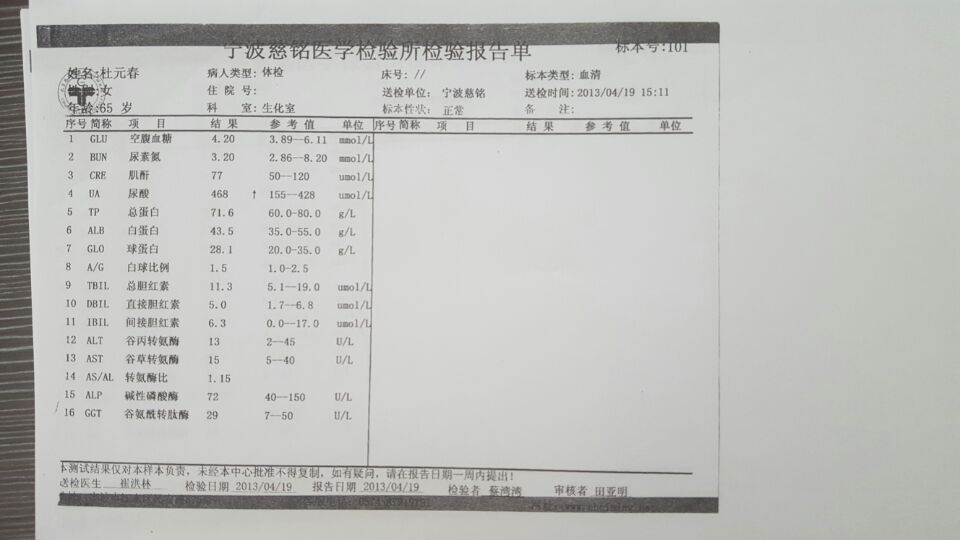 宁波慈铭医学检验所检验报告单 标本号:101
姓名:杜元春 病人类型:体检 床号:// 标本类型:血清
性别:女 住院号: 送检单位: 宁波慈铭 送检时间:2013/04/19 15:11
年龄:65 岁 科 室:生化室 标本性状: 正常 备 注:
序号 简称 项 目 结 果 参 考 值 单位 序号 简称 项 目 结 果 参 考 值 单位
1 GLU 空腹血糖 4.20 3.89--6.11 mmol/L
2 BUN 尿素氮 3.20 2.86--8.20 mmol/L
3 CRE 肌酐 77 50--120 umol/L
4 UA 尿酸 468 ↑ 155--428 umol/L
5 TP 总蛋白 71.6 60.0-80.0 g/L
6 ALB 白蛋白 43.5 35.0-55.0 g/L
7 GLO 球蛋白 28.1 20.0-35.0 g/L
8 A/G 白球比例 1.5 1.0-2.5
9 TBIL 总胆红素 11.3 5.1--19.0 umol/L
10 DBIL 直接胆红素 5.0 1.7--6.8 umol/L
11 IBIL 间接胆红素 6.3 0.0--17.0 umol/L
12 ALT 谷丙转氨酶 13 2--45 U/L
13 AST 谷草转氨酶 15 5--40 U/L
14 AS/AL 转氨酶比 1.15
15 ALP 碱性磷酸酶 72 40--150 U/L
16 GGT 谷氨酰转肽酶 29 7--50 U/L
本测试结果仅对本样本负责，未经本中心批准不得复制，如有疑问，请在报告日期一周内提出！
送检医生 崔洪林 检验日期 2013/04/19 报告日期 2013/04/19 检验者 蔡湾湾 审核者 田亚明